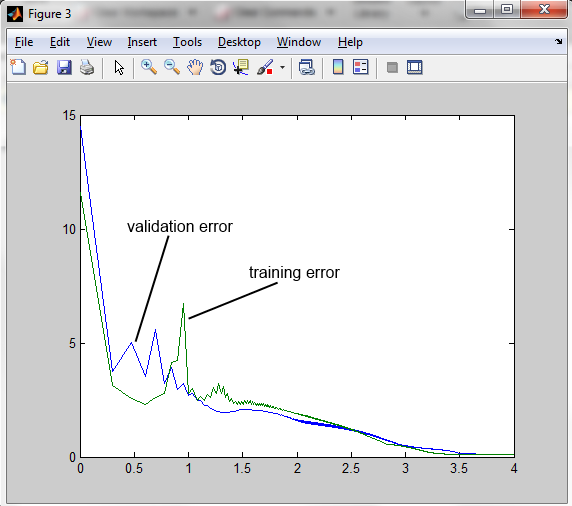 Figure 3
File Edit View Insert Tools Desktop Window Help
15
10
5
0
validation error
training error
0 0.5 1 1.5 2 2.5 3 3.5 4